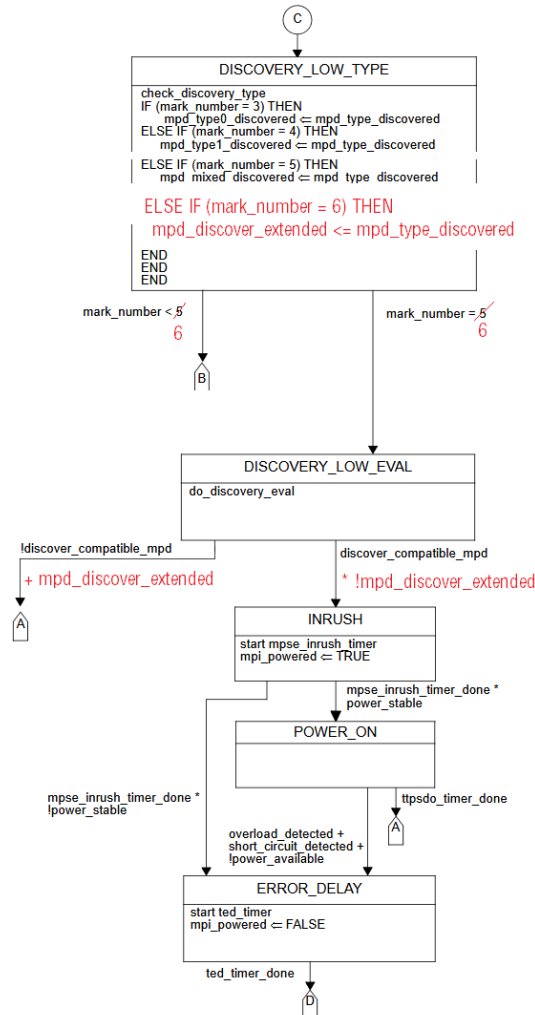 C
DISCOVERY_LOW_TYPE
check_discovery_type
IF (mark_number = 3) THEN
mpd_type0_discovered ⇐ mpd_type_discovered
ELSE IF (mark_number = 4) THEN
mpd_type1_discovered ⇐ mpd_type_discovered
ELSE IF (mark_number = 5) THEN
mpd_mixed_discovered ⇐ mpd_type_discovered
ELSE IF (mark_number = 6) THEN
mpd_discover_extended <= mpd_type_discovered
END
END
END
mark_number < 5
6
mark_number = 5
6
B
DISCOVERY_LOW_EVAL
do_discovery_eval
!discover_compatible_mpd
+ mpd_discover_extended
discover_compatible_mpd
* !mpd_discover_extended
A
INRUSH
start mpse_inrush_timer
mpi_powered ⇐ TRUE
mpse_inrush_timer_done *
power_stable
POWER_ON
mpse_inrush_timer_done *
!power_stable
ttpsdo_timer_done
A
overload_detected +
short_circuit_detected +
!power_available
ERROR_DELAY
start ted_timer
mpi_powered ⇐ FALSE
ted_timer_done
D